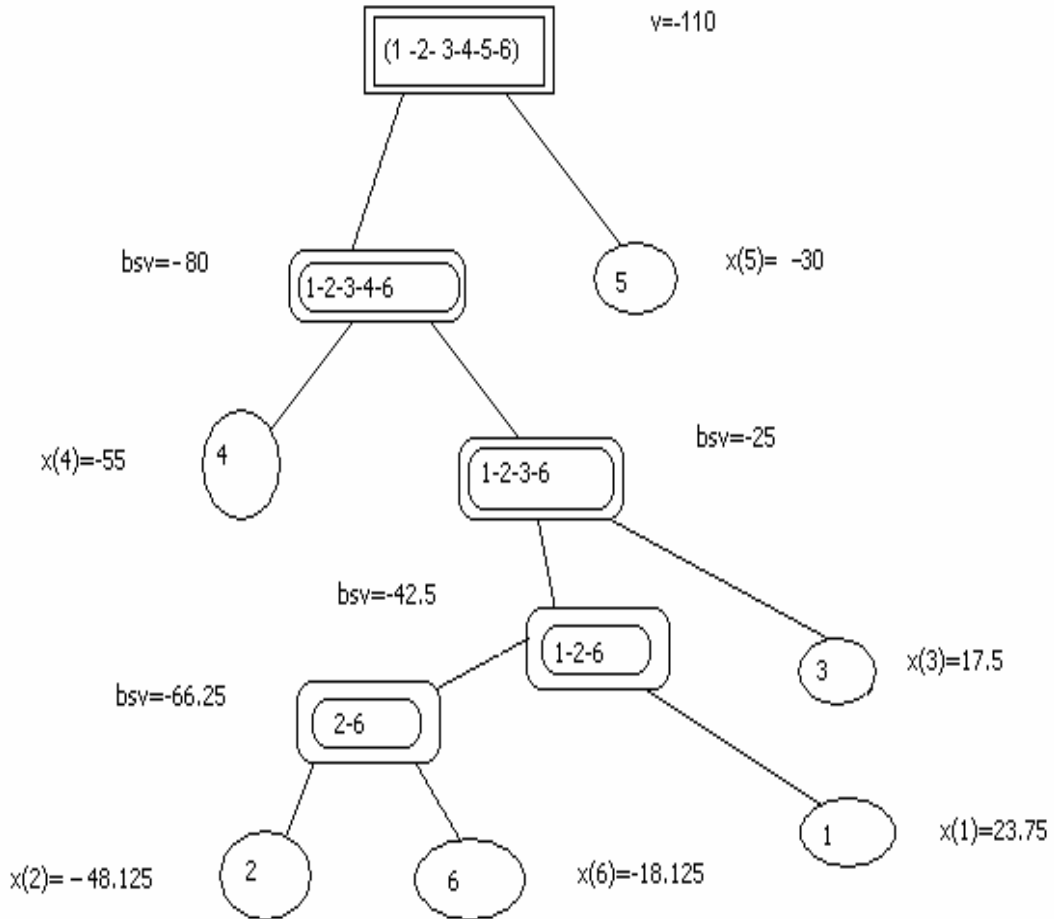 v=-110
(1 -2- 3-4-5-6)
bsv=-80
1-2-3-4-6
5
x(5)= -30
x(4)=-55
4
1-2-3-6
bsv=-25
bsv=-42.5
1-2-6
3
x(3)=17.5
bsv=-66.25
2-6
1
x(1)=23.75
x(2)= -48.125
2
6
x(6)=-18.125